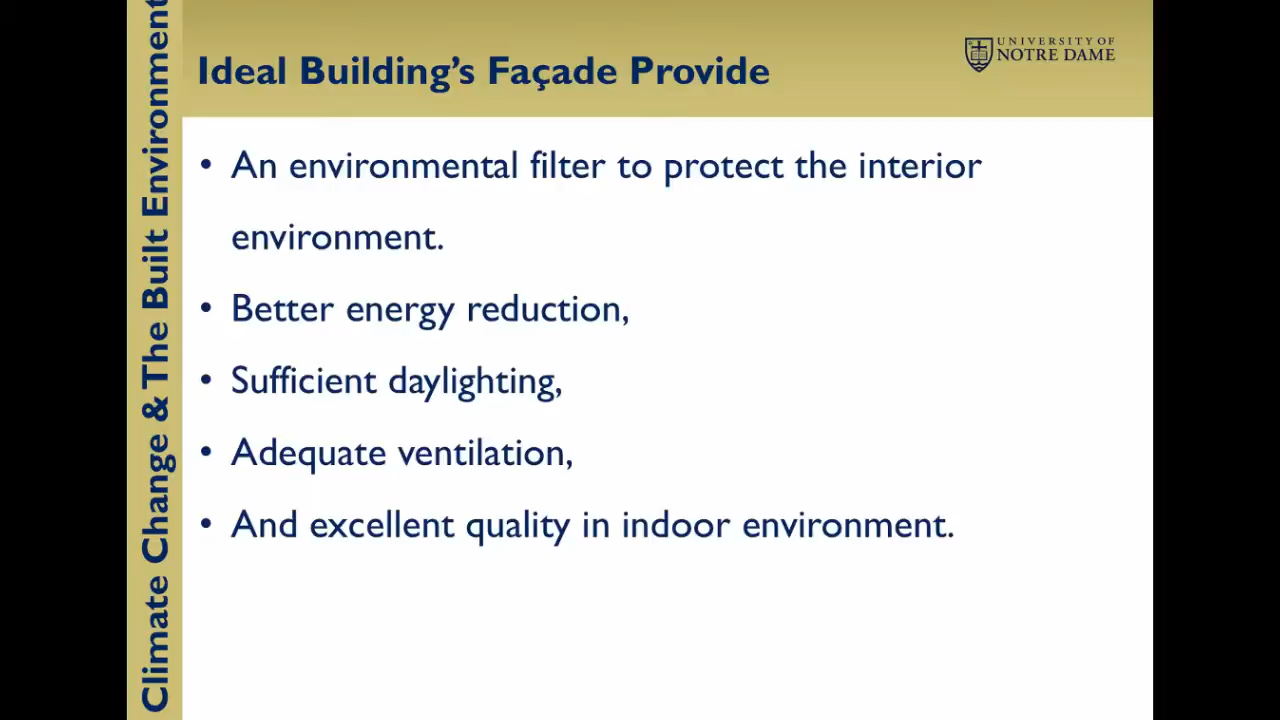 Climate Change & The Built Environment
Ideal Building's Façade Provide
UNIVERSITY OF
NOTRE DAME
• An environmental filter to protect the interior
environment.
• Better energy reduction,
• Sufficient daylighting,
• Adequate ventilation,
• And excellent quality in indoor environment.